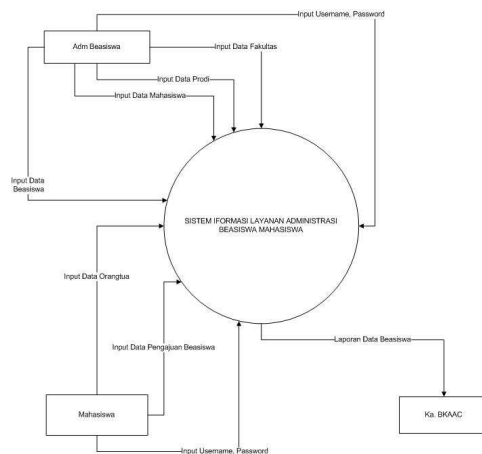 Input Username, Password
Adm Beasiswa
Input Data Fakultas
Input Data Prodi
Input Data Mahasiswa
Input Data
Beasiswa
SISTEM IFORMASI LAYANAN ADMINISTRASI
BEASISWA MAHASISWA
Input Data Orangtua
Input Data Pengajuan Beasiswa
Laporan Data Beasiswa
Mahasiswa
Ka. BKAAC
Input Username, Password